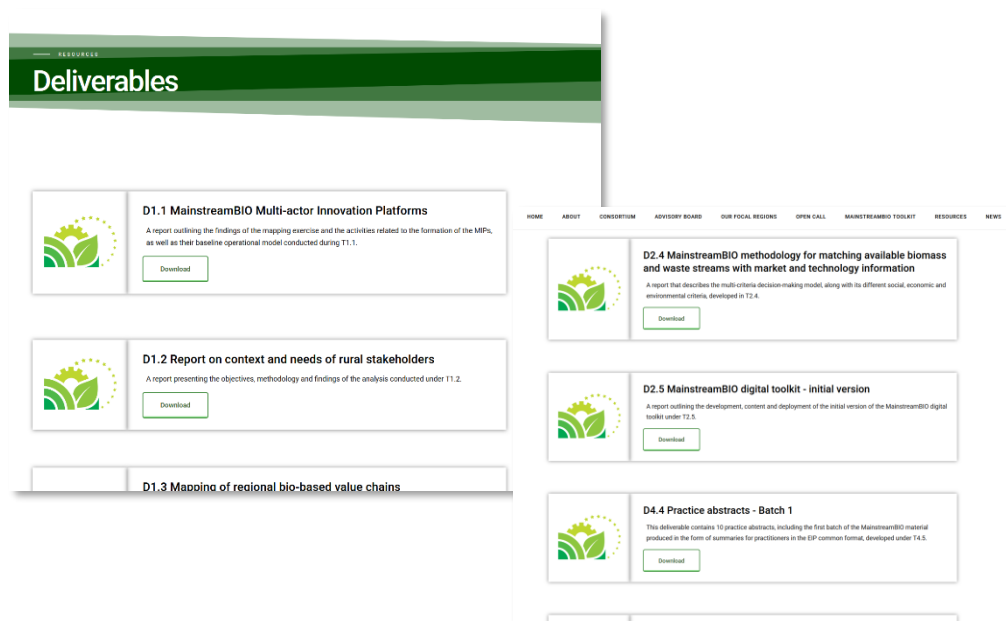 RESOURCES
Deliverables
D1.1 MainstreamBIO Multi-actor Innovation Platforms
A report outlining the findings of the mapping exercise and the activities related to the formation of the MIPs,
as well as their baseline operational model conducted during T1.1.
Download
D1.2 Report on context and needs of rural stakeholders
A report presenting the objectives, methodology and findings of the analysis conducted under T1.2.
Download
D1.3 Mapping of regional bio-based value chains
HOME ABOUT CONSORTIUM ADVISORY BOARD OUR FOCAL REGIONS OPEN CALL MAINSTREAMBIO TOOLKIT RESOURCES NEWS
D2.4 MainstreamBIO methodology for matching available biomass
and waste streams with market and technology information
A report that describes the multi-criteria decision-making model, along with its different social, economic and
environmental criteria, developed in T2.4.
Download
D2.5 MainstreamBIO digital toolkit - initial version
A report outlining the development, content and deployment of the initial version of the MainstreamBIO digital
toolkit under T2.5.
Download
D4.4 Practice abstracts - Batch 1
This deliverable contains 10 practice abstracts, including the first batch of the MainstreamBIO material
produced in the form of summaries for practitioners in the EIP common format, developed under T4.5.
Download